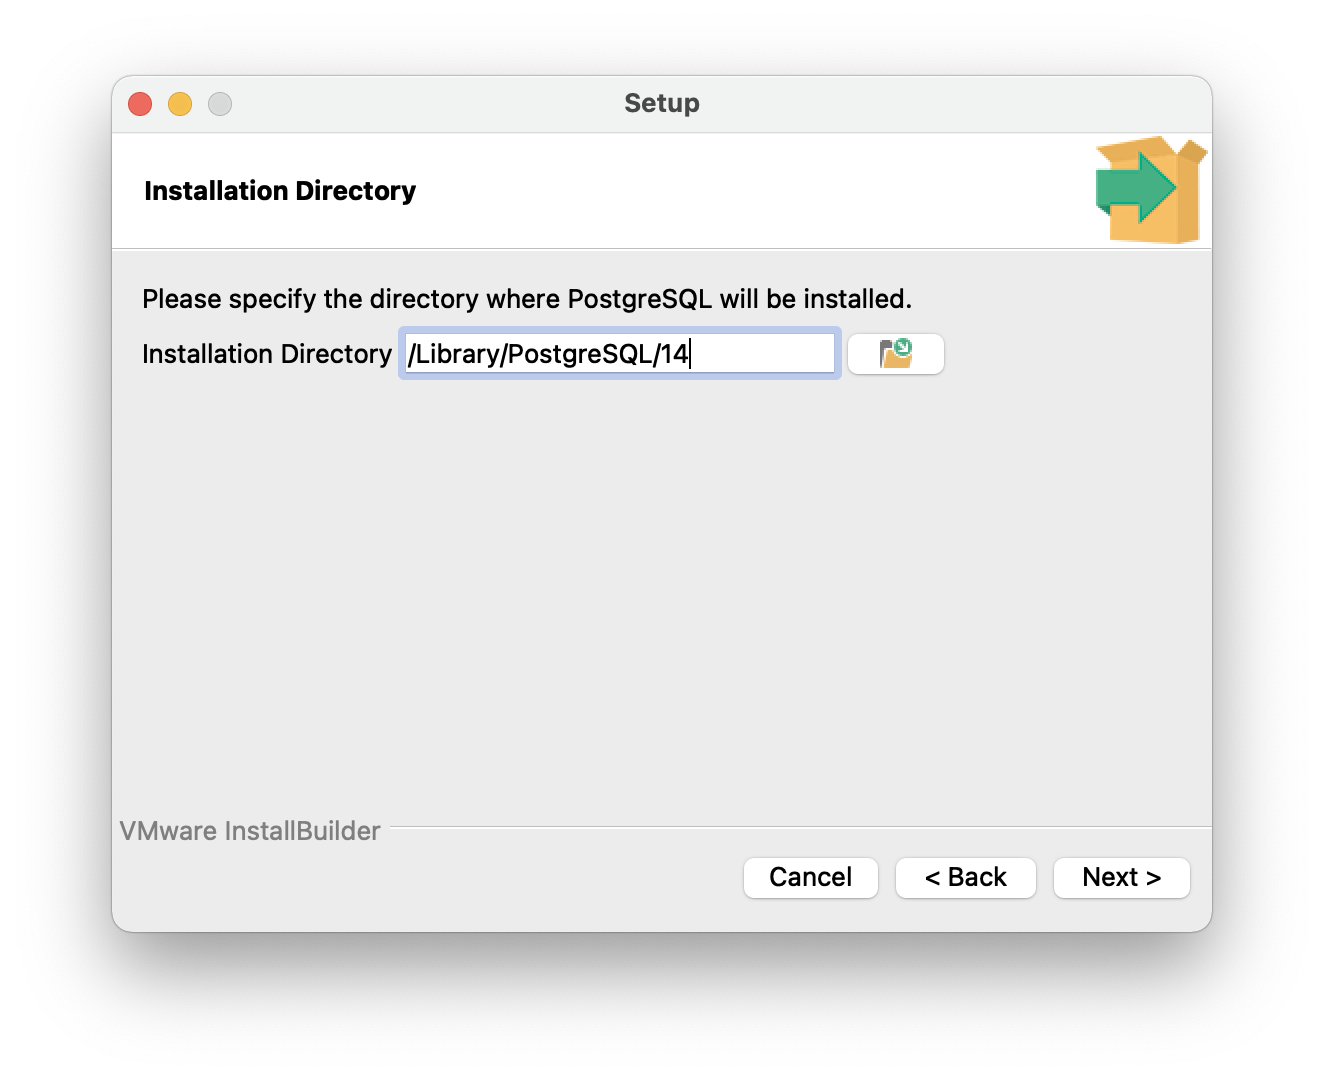 Setup
Installation Directory
Please specify the directory where PostgreSQL will be installed.
Installation Directory /Library/PostgreSQL/14
VMware InstallBuilder
Cancel < Back Next >